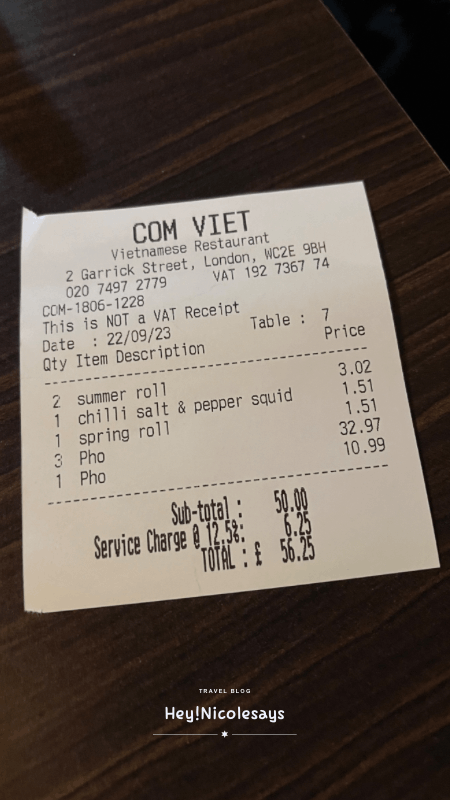 COM VIET
Vietnamese Restaurant
2 Garrick Street, London, WC2E 9BH
020 7497 2779 VAT 192 7367 74
COM-1806-1228
This is NOT a VAT Receipt
Date : 22/09/23 Table : 7
Qty Item Description Price
2 summer roll 3.02
1 chilli salt & pepper squid 1.51
1 spring roll 1.51
3 Pho 32.97
1 Pho 10.99
Sub-total : 50.00
Service Charge @ 12.5%: 6.25
TOTAL : £ 56.25
TRAVEL BLOG
Hey!Nicolesays